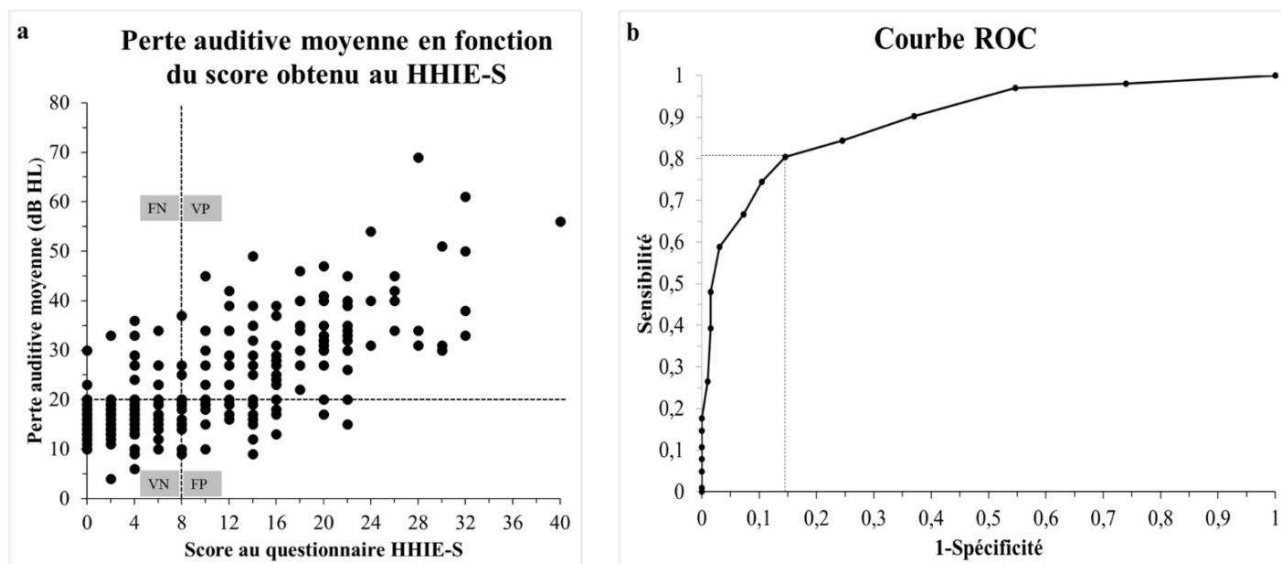 a
Perte auditive moyenne en fonction
du score obtenu au HHIE-S
Perte auditive moyenne (dB HL)
80
70
60
50
40
30
20
10
0
FN VP
VN FP
0 4 8 12 16 20 24 28 32 36 40
Score au questionnaire HHIE-S
b
Courbe ROC
Sensibilité
1
0,9
0,8
0,7
0,6
0,5
0,4
0,3
0,2
0,1
0
0 0,1 0,2 0,3 0,4 0,5 0,6 0,7 0,8 0,9 1
1-Spécificité